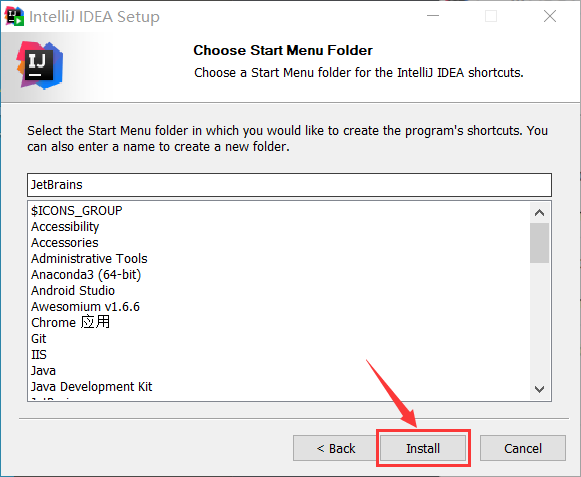 IntelliJ IDEA Setup
IJ
Choose Start Menu Folder
Choose a Start Menu folder for the IntelliJ IDEA shortcuts.
Select the Start Menu folder in which you would like to create the program's shortcuts. You
can also enter a name to create a new folder.
JetBrains
$ICONS_GROUP
Accessibility
Accessories
Administrative Tools
Anaconda3 (64-bit)
Android Studio
Awesomium v1.6.6
Chrome 应用
Git
IIS
Java
Java Development Kit
< Back
Install
Cancel